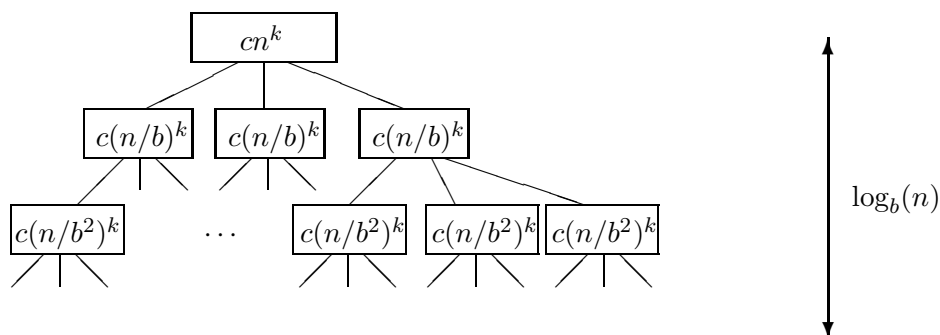 cn^k
c(n/b)^k c(n/b)^k c(n/b)^k
log_b(n)
c(n/b^2)^k ... c(n/b^2)^k c(n/b^2)^k c(n/b^2)^k